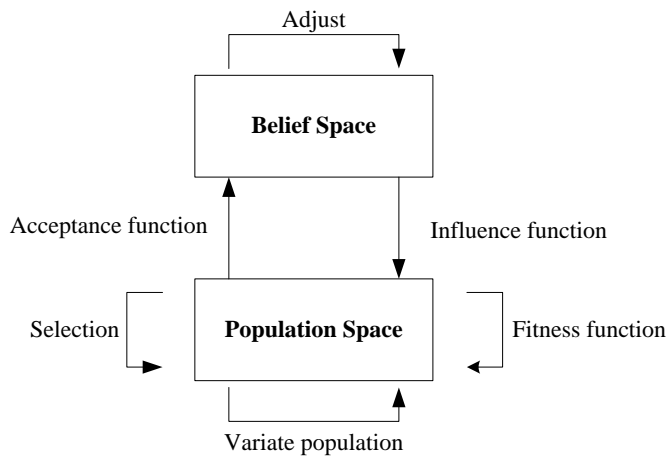 Adjust
Belief Space
Acceptance function
Influence function
Selection
Population Space
Fitness function
Variate population